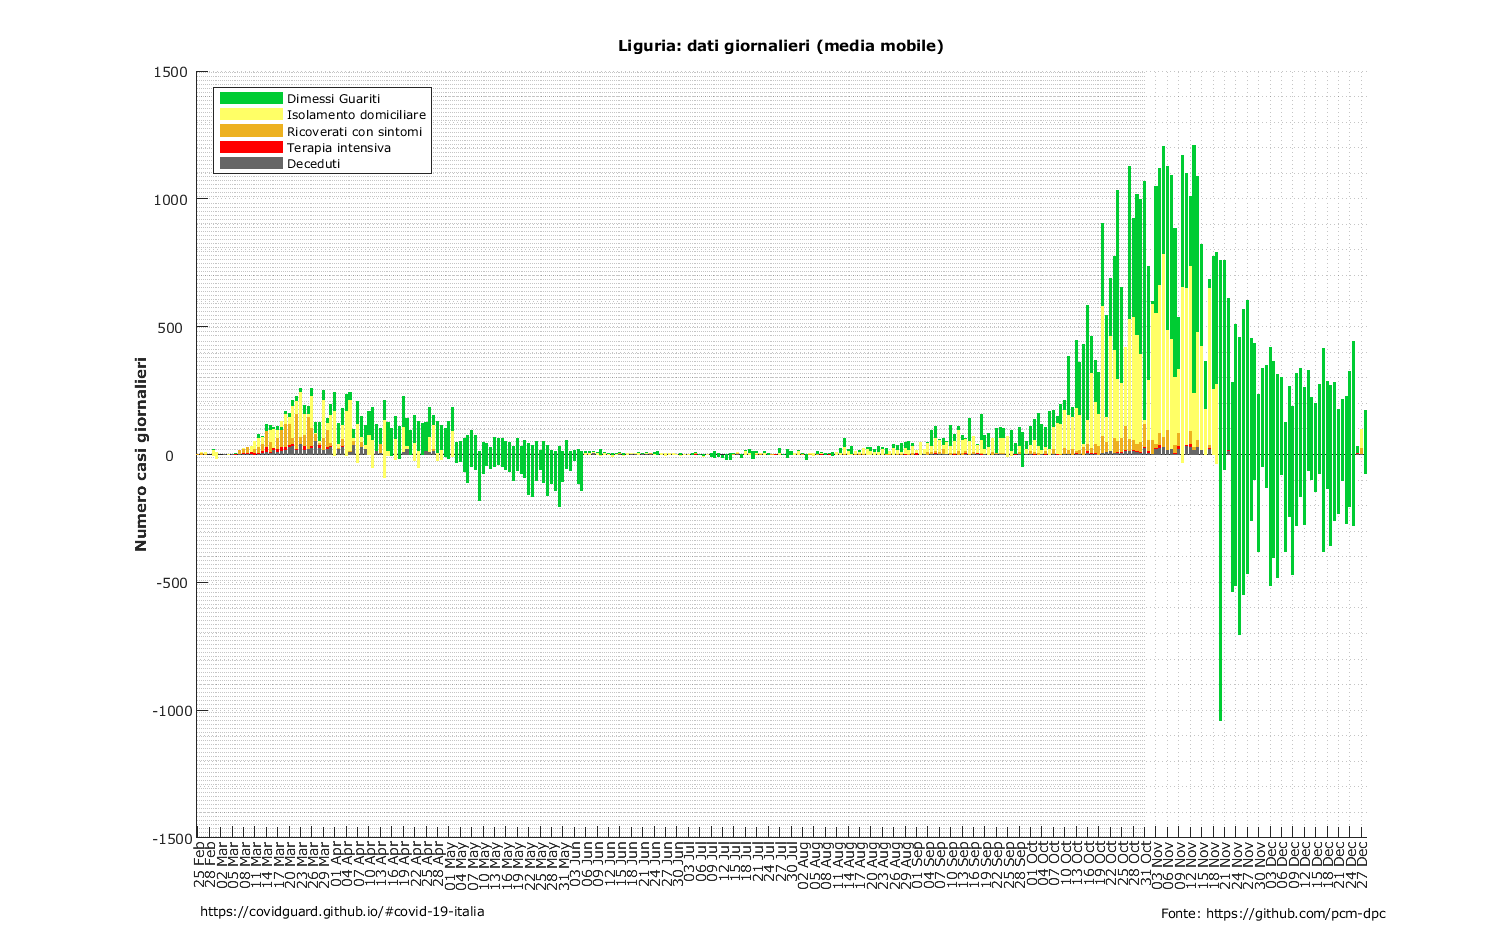 Liguria: dati giornalieri (media mobile)
1500
1000
500
0
-500
-1000
-1500
Numero casi giornalieri
Dimessi Guariti
Isolamento domiciliare
Ricoverati con sintomi
Terapia intensiva
Deceduti
25 Feb
28 Feb
02 Mar
05 Mar
08 Mar
11 Mar
14 Mar
17 Mar
20 Mar
23 Mar
26 Mar
29 Mar
01 Apr
04 Apr
07 Apr
10 Apr
13 Apr
16 Apr
19 Apr
22 Apr
25 Apr
28 Apr
01 May
04 May
07 May
10 May
13 May
16 May
19 May
22 May
25 May
28 May
31 May
03 Jun
06 Jun
09 Jun
12 Jun
15 Jun
18 Jun
21 Jun
24 Jun
27 Jun
30 Jun
03 Jul
06 Jul
09 Jul
12 Jul
15 Jul
18 Jul
21 Jul
24 Jul
27 Jul
30 Jul
02 Aug
05 Aug
08 Aug
11 Aug
14 Aug
17 Aug
20 Aug
23 Aug
26 Aug
29 Aug
01 Sep
04 Sep
07 Sep
10 Sep
13 Sep
16 Sep
19 Sep
22 Sep
25 Sep
28 Sep
01 Oct
04 Oct
07 Oct
10 Oct
13 Oct
16 Oct
19 Oct
22 Oct
25 Oct
28 Oct
31 Oct
03 Nov
06 Nov
09 Nov
12 Nov
15 Nov
18 Nov
21 Nov
24 Nov
27 Nov
30 Nov
03 Dec
06 Dec
09 Dec
12 Dec
15 Dec
18 Dec
21 Dec
24 Dec
27 Dec
https://covidguard.github.io/#covid-19-italia
Fonte: https://github.com/pcm-dpc